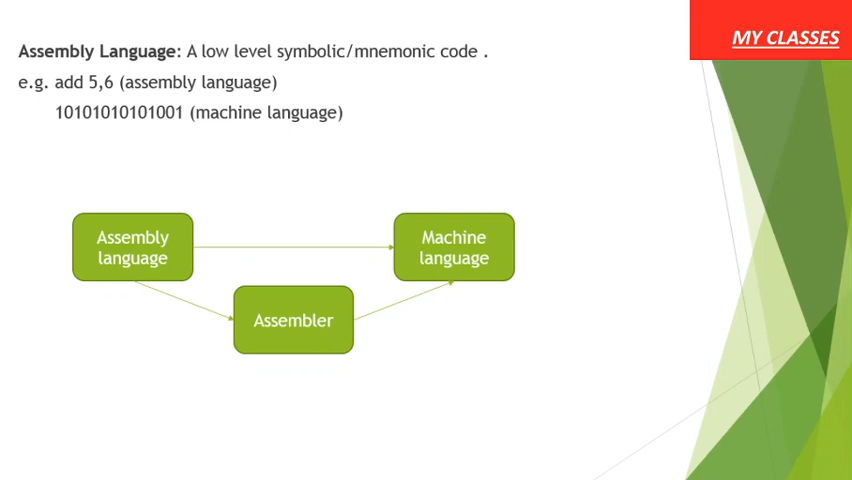 MY CLASSES
Assembly Language: A low level symbolic/mnemonic code .
e.g. add 5,6 (assembly language)
10101010101001 (machine language)
Assembly
language
Machine
language
Assembler